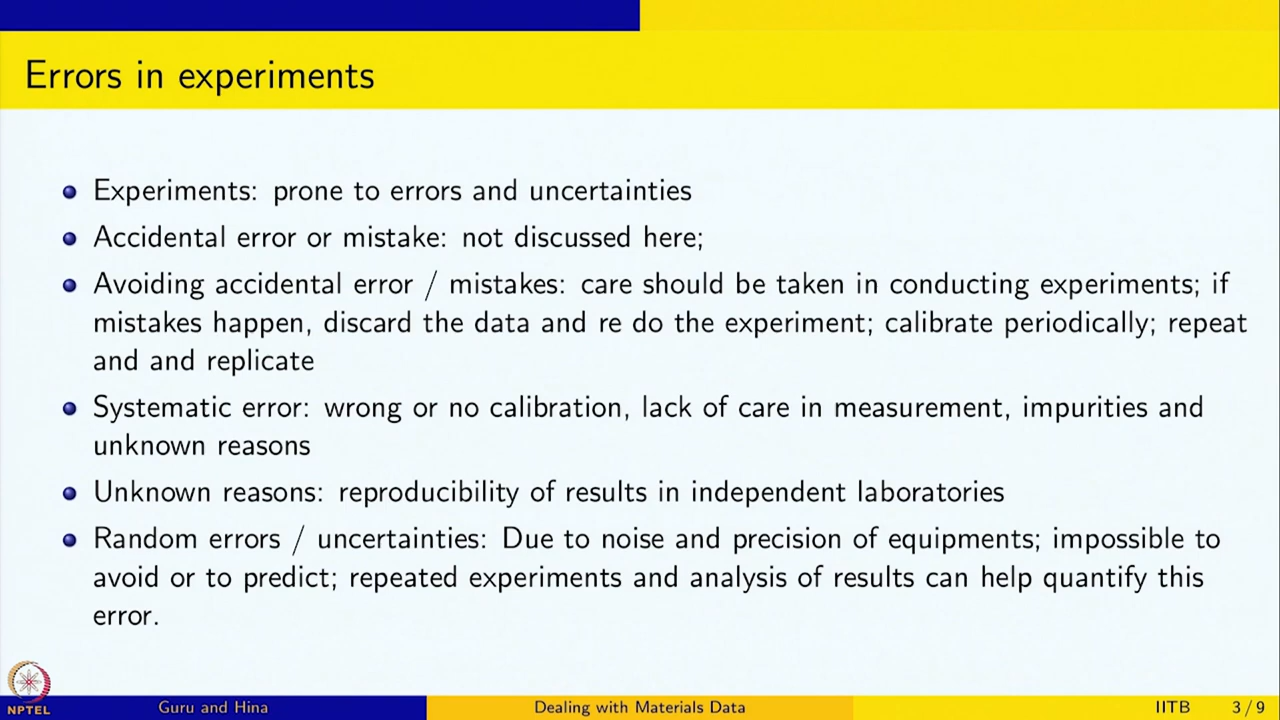 Errors in experiments
Experiments: prone to errors and uncertainties
Accidental error or mistake: not discussed here;
Avoiding accidental error / mistakes: care should be taken in conducting experiments; if
mistakes happen, discard the data and re do the experiment; calibrate periodically; repeat
and and replicate
Systematic error: wrong or no calibration, lack of care in measurement, impurities and
unknown reasons
Unknown reasons: reproducibility of results in independent laboratories
Random errors / uncertainties: Due to noise and precision of equipments; impossible to
avoid or to predict; repeated experiments and analysis of results can help quantify this
error.
NPTEL
Guru and Hina
Dealing with Materials Data
IITB
3 / 9